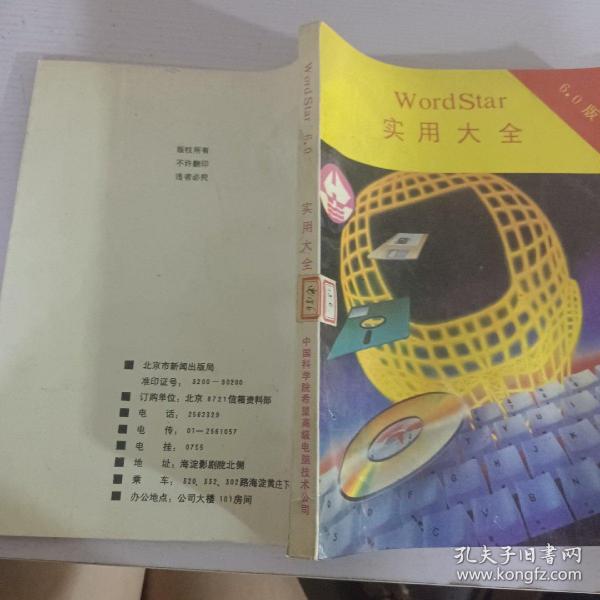 版权所有
不许翻印
违者必究
■ 北京市新闻出版局
准印证号: 3200—90200
■ 订购单位: 北京 8721信箱资料部
■ 电 话: 2562329
■ 电 传: 01—2561057
■ 电 挂: 0755
■ 地 址: 海淀影剧院北侧
■ 乘 车: 320、332、302路海淀黄庄下
■ 办公地点: 公司大楼 101房间
WordStar 6.0 实用大全
中国科学院希望高级电脑技术公司
WordStar
实用大全
6.0版
孔夫子旧书网
www.kongfz.com